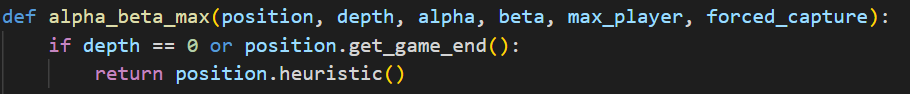 def alpha_beta_max(position, depth, alpha, beta, max_player, forced_capture):
    if depth == 0 or position.get_game_end():
        return position.heuristic()